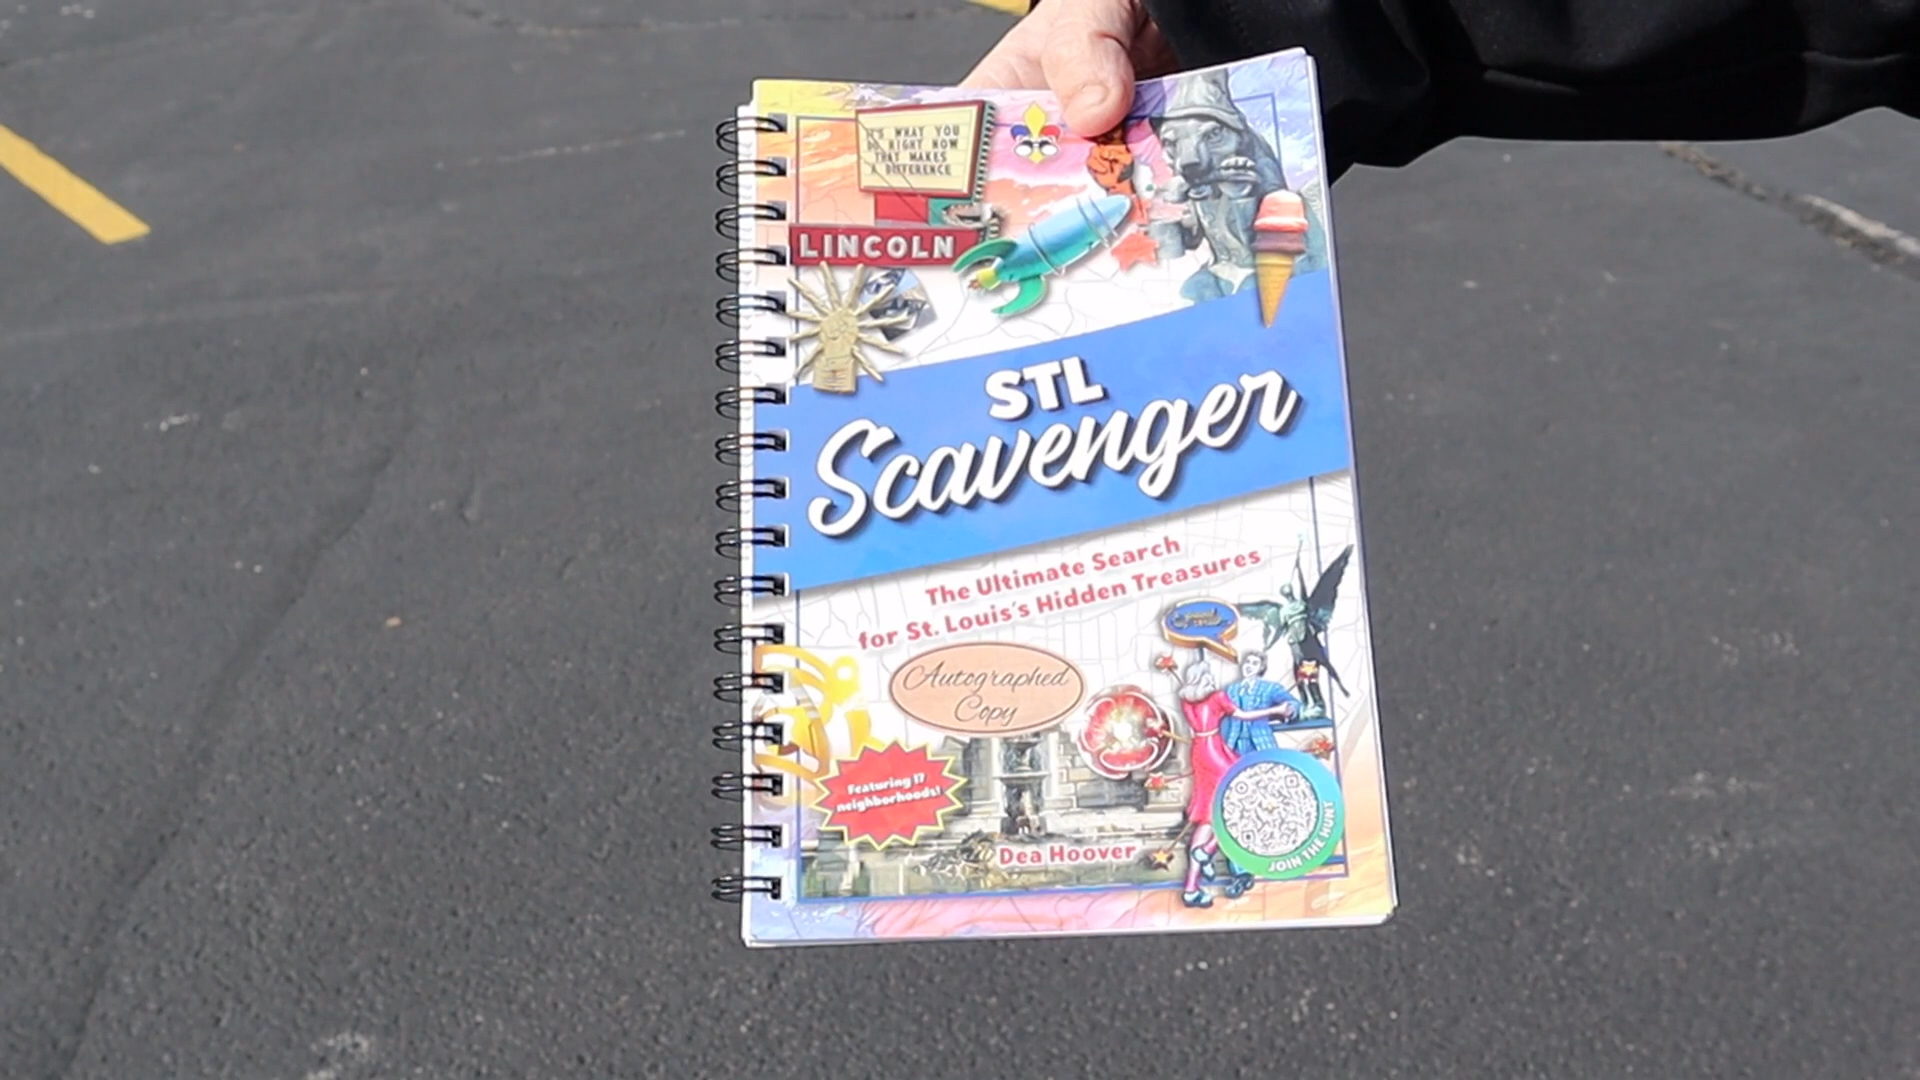 IT'S WHAT YOU
DO RIGHT NOW
THAT MAKES
A DIFFERENCE
LINCOLN
STL
Scavenger
The Ultimate Search
for St. Louis's Hidden Treasures
Autographed
Copy
Featuring 17
neighborhoods!
Dea Hoover
JOIN THE HUNT